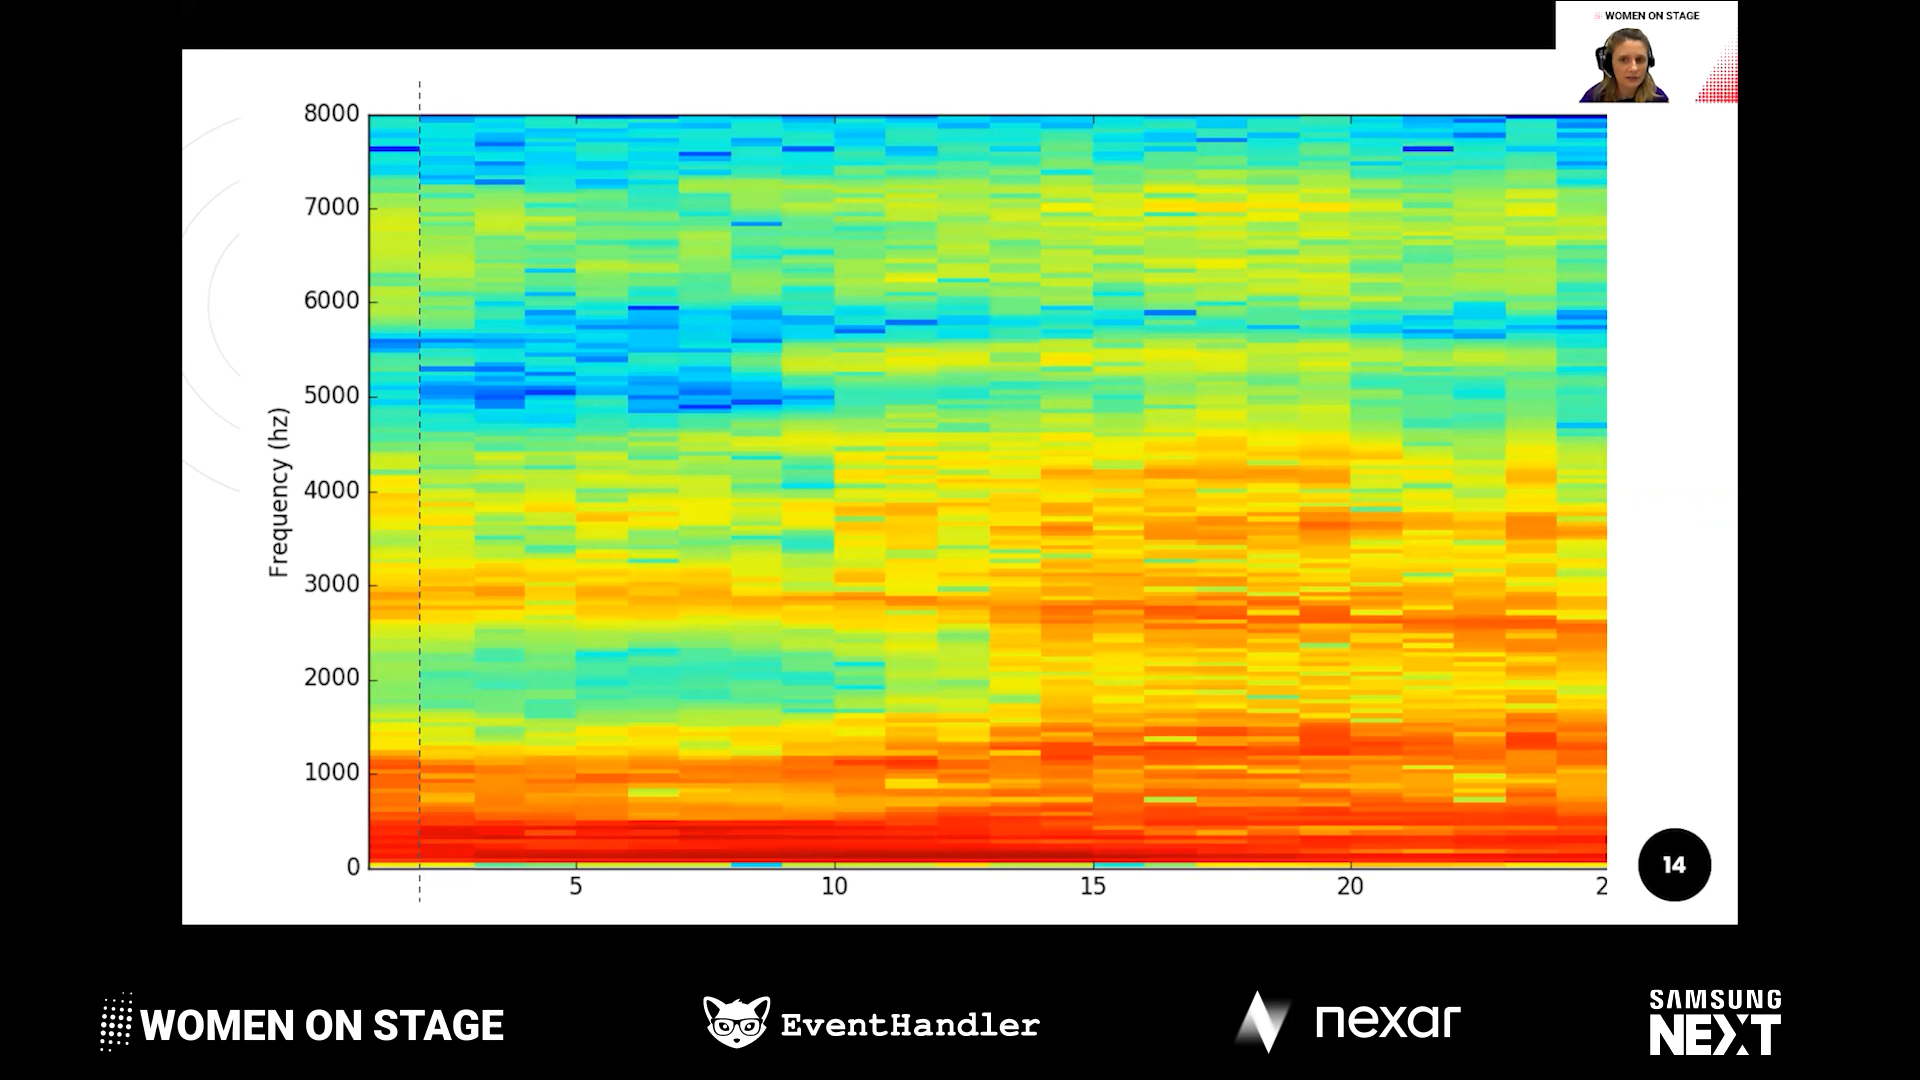 WOMEN ON STAGE
8000
7000
6000
5000
4000
3000
2000
1000
0
Frequency (hz)
5 10 15 20 2
14
WOMEN ON STAGE
EventHandler
nexar
SAMSUNG
NEXT